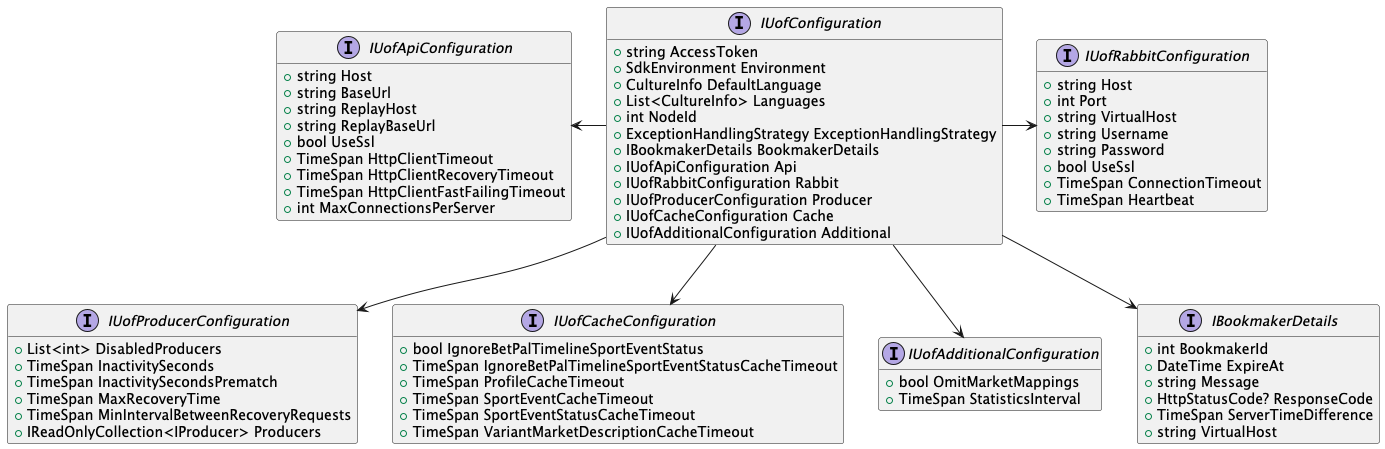 I IUofConfiguration
string AccessToken
SdkEnvironment Environment
CultureInfo DefaultLanguage
List<CultureInfo> Languages
int NodeId
ExceptionHandlingStrategy ExceptionHandlingStrategy
IBookmakerDetails BookmakerDetails
IUofApiConfiguration Api
IUofRabbitConfiguration Rabbit
IUofProducerConfiguration Producer
IUofCacheConfiguration Cache
IUofAdditionalConfiguration Additional
I IUofApiConfiguration
string Host
string BaseUrl
string ReplayHost
string ReplayBaseUrl
bool UseSsl
TimeSpan HttpClientTimeout
TimeSpan HttpClientRecoveryTimeout
TimeSpan HttpClientFastFailingTimeout
int MaxConnectionsPerServer
I IUofRabbitConfiguration
string Host
int Port
string VirtualHost
string Username
string Password
bool UseSsl
TimeSpan ConnectionTimeout
TimeSpan Heartbeat
I IUofProducerConfiguration
List<int> DisabledProducers
TimeSpan InactivitySeconds
TimeSpan InactivitySecondsPrematch
TimeSpan MaxRecoveryTime
TimeSpan MinIntervalBetweenRecoveryRequests
IReadOnlyCollection<IProducer> Producers
I IUofCacheConfiguration
bool IgnoreBetPalTimelineSportEventStatus
TimeSpan IgnoreBetPalTimelineSportEventStatusCacheTimeout
TimeSpan ProfileCacheTimeout
TimeSpan SportEventCacheTimeout
TimeSpan SportEventStatusCacheTimeout
TimeSpan VariantMarketDescriptionCacheTimeout
I IUofAdditionalConfiguration
bool OmitMarketMappings
TimeSpan StatisticsInterval
I IBookmakerDetails
int BookmakerId
DateTime ExpireAt
string Message
HttpStatusCode? ResponseCode
TimeSpan ServerTimeDifference
string VirtualHost